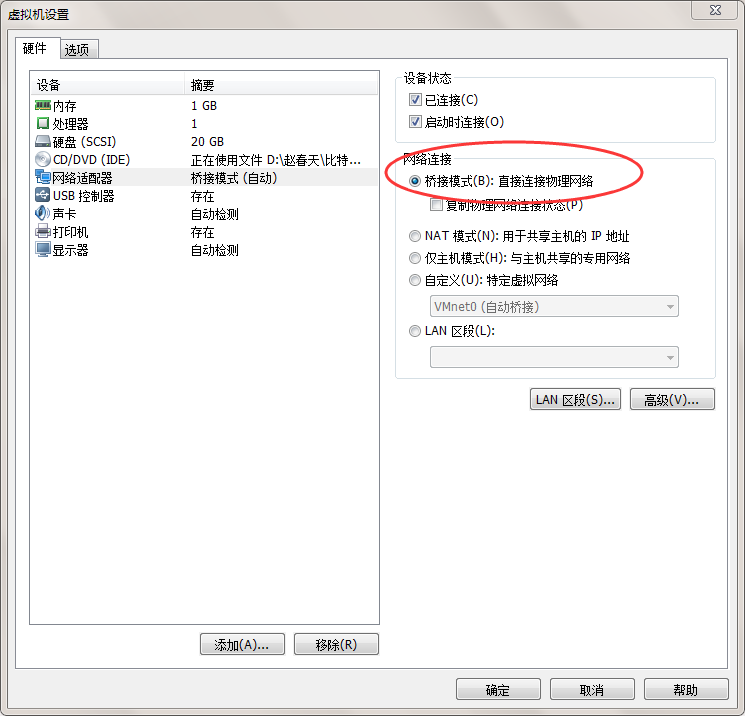 虚拟机设置
硬件 选项
设备 摘要
内存 1 GB
处理器 1
硬盘 (SCSI) 20 GB
CD/DVD (IDE) 正在使用文件 D:\赵春天\比特...
网络适配器 桥接模式 (自动)
USB 控制器 存在
声卡 自动检测
打印机 存在
显示器 自动检测
添加(A)... 移除(R)
设备状态
已连接(C)
启动时连接(O)
网络连接
桥接模式(B): 直接连接物理网络
复制物理网络连接状态(P)
NAT 模式(N): 用于共享主机的 IP 地址
仅主机模式(H): 与主机共享的专用网络
自定义(U): 特定虚拟网络
VMnet0 (自动桥接)
LAN 区段(L):
LAN 区段(S)... 高级(V)...
确定 取消 帮助